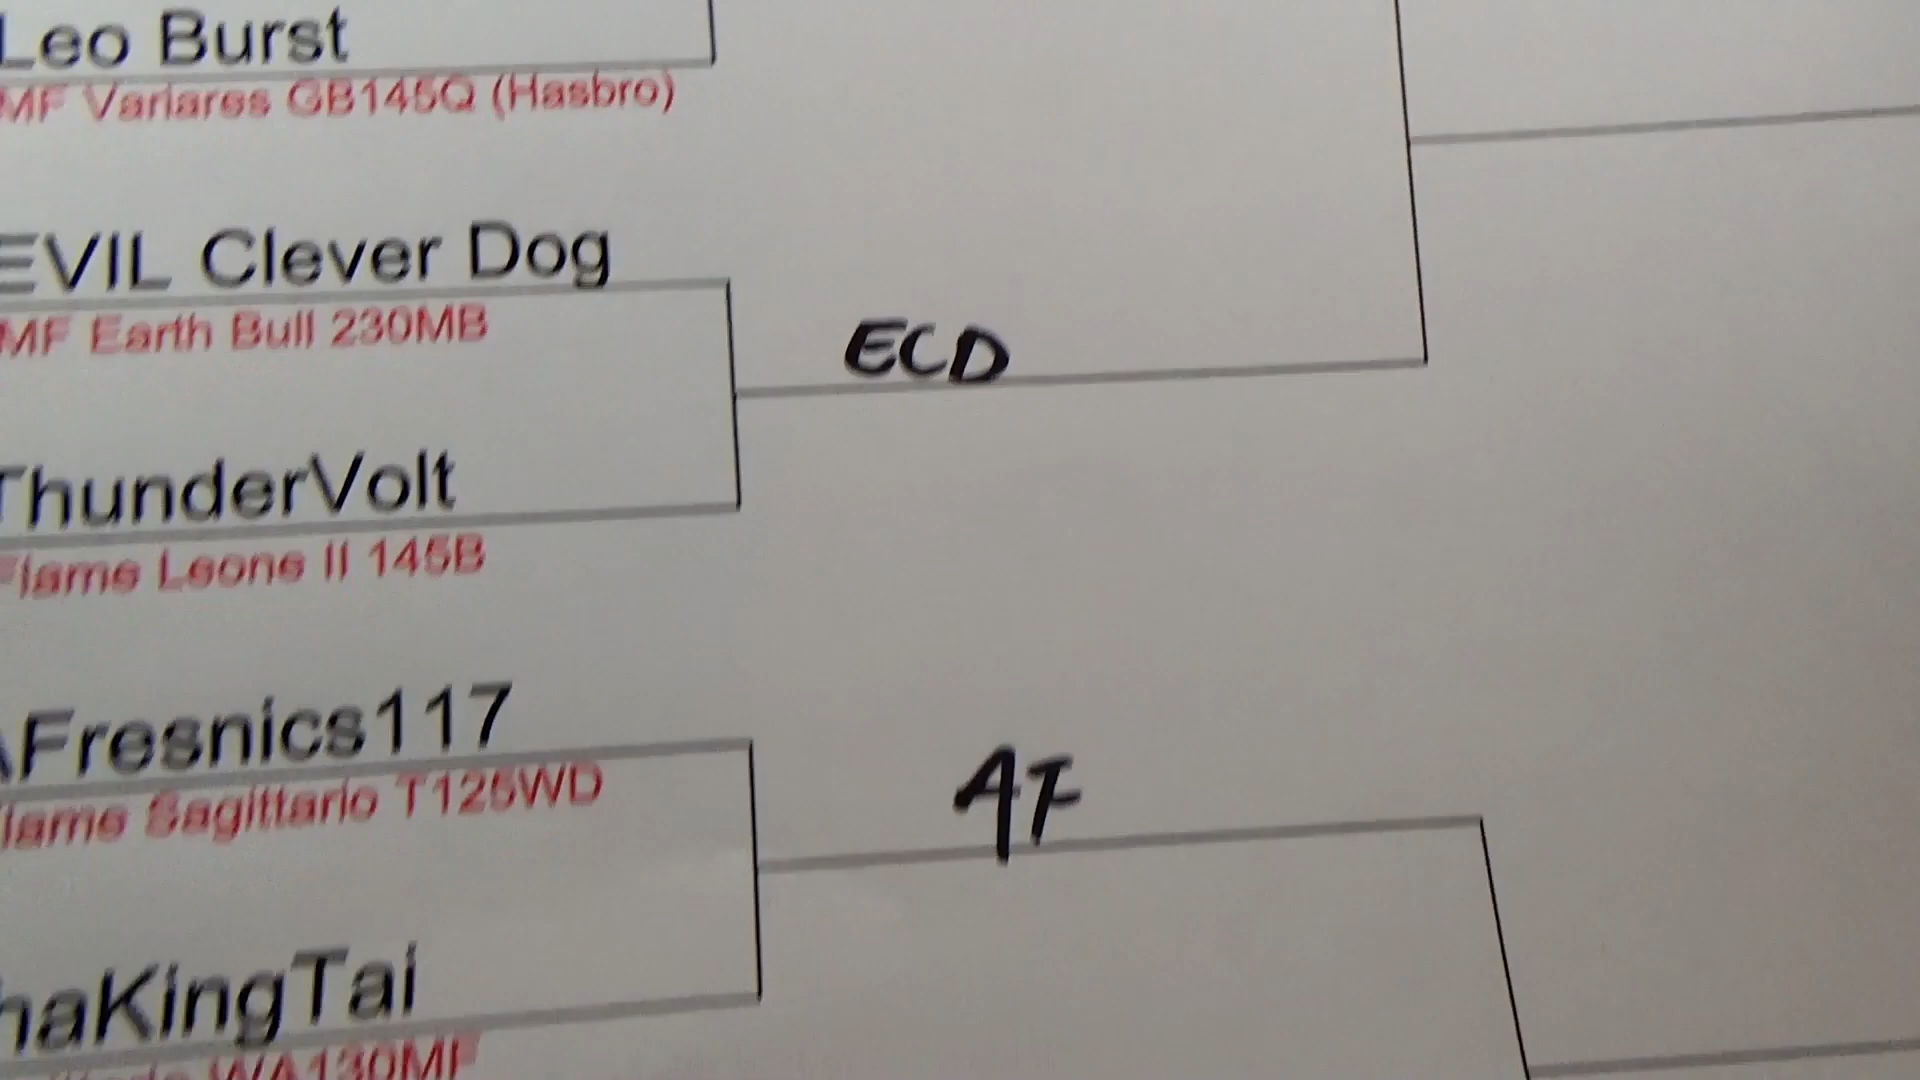 Leo Burst
MF Variares GB145Q (Hasbro)
EVIL Clever Dog
MF Earth Bull 230MB
ECD
ThunderVolt
Flame Leone II 145B
AFresnics117
lame Sagittario T125WD
AF
haKingTai
WA130MF